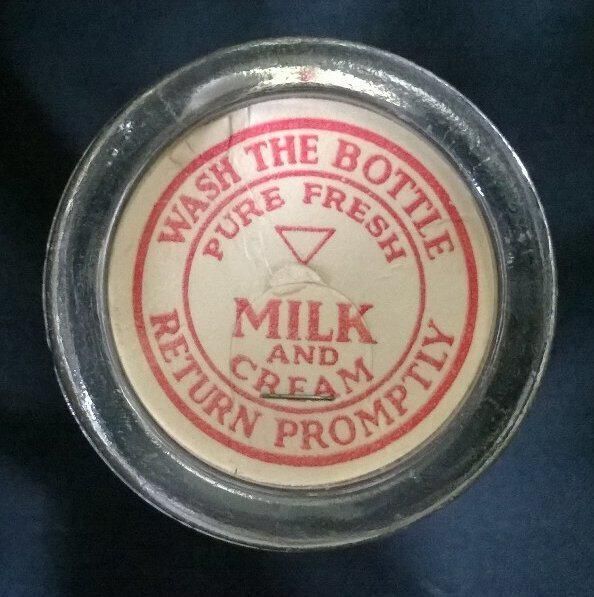 WASH THE BOTTLE
PURE FRESH
MILK
AND
CREAM
RETURN PROMPTLY